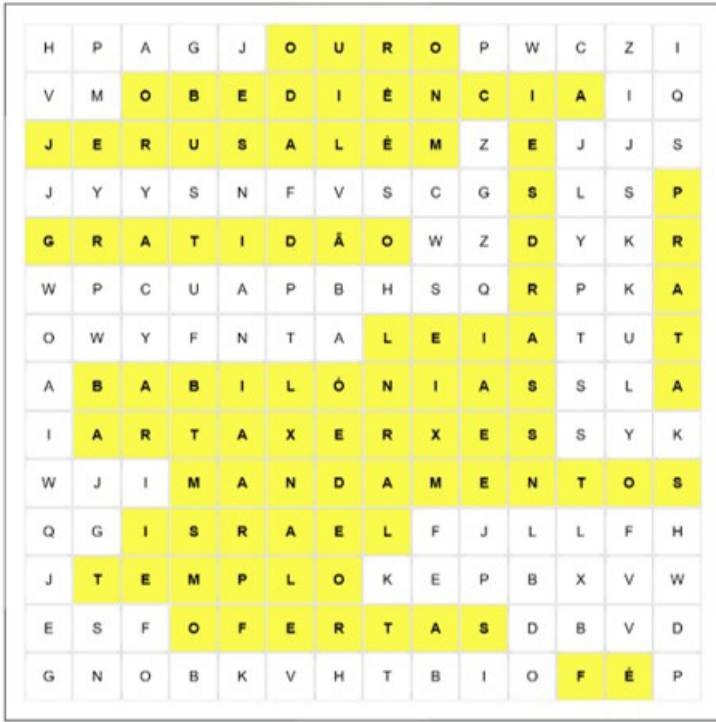 H P A G J O U R O P W C Z I
V M O B E D I Ê N C I A I Q
J E R U S A L É M Z E J J S
J Y Y S N F V S C G S L S P
G R A T I D Ã O W Z D Y K R
W P C U A P B H S Q R P K A
O W Y F N T A L E I A T U T
A B A B I L Ô N I A S S L A
I A R T A X E R X E S S Y K
W J I M A N D A M E N T O S
Q G I S R A E L F J L L F H
J T E M P L O K E P B X V W
E S F O F E R T A S D B V D
G N O B K V H T B I O F É P